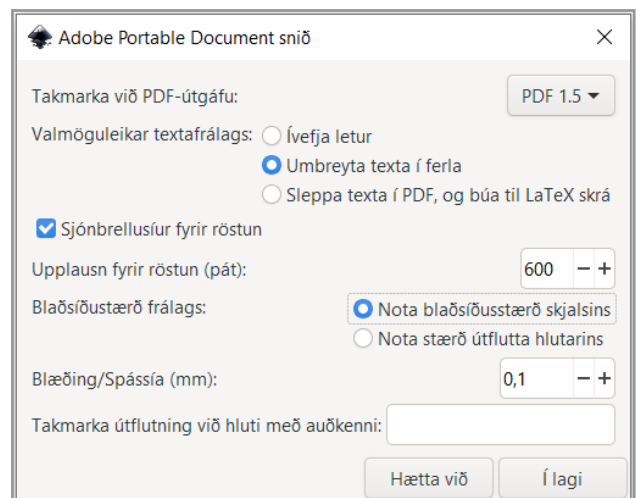 Adobe Portable Document snið
Takmarka við PDF-útgáfu: PDF 1.5
Valmöguleikar textafrálags: Ívefja letur
Umbreyta texta í ferla
Sleppa texta í PDF, og búa til LaTeX skrá
Sjónbrellusíur fyrir röstun
Upplausn fyrir röstun (pát): 600
Blaðsíðustærð frálags: Nota blaðsíðusstærð skjalsins
Nota stærð útflutta hlutarins
Blæðing/Spássía (mm): 0,1
Takmarka útflutning við hluti með auðkenni:
Hætta við Í lagi